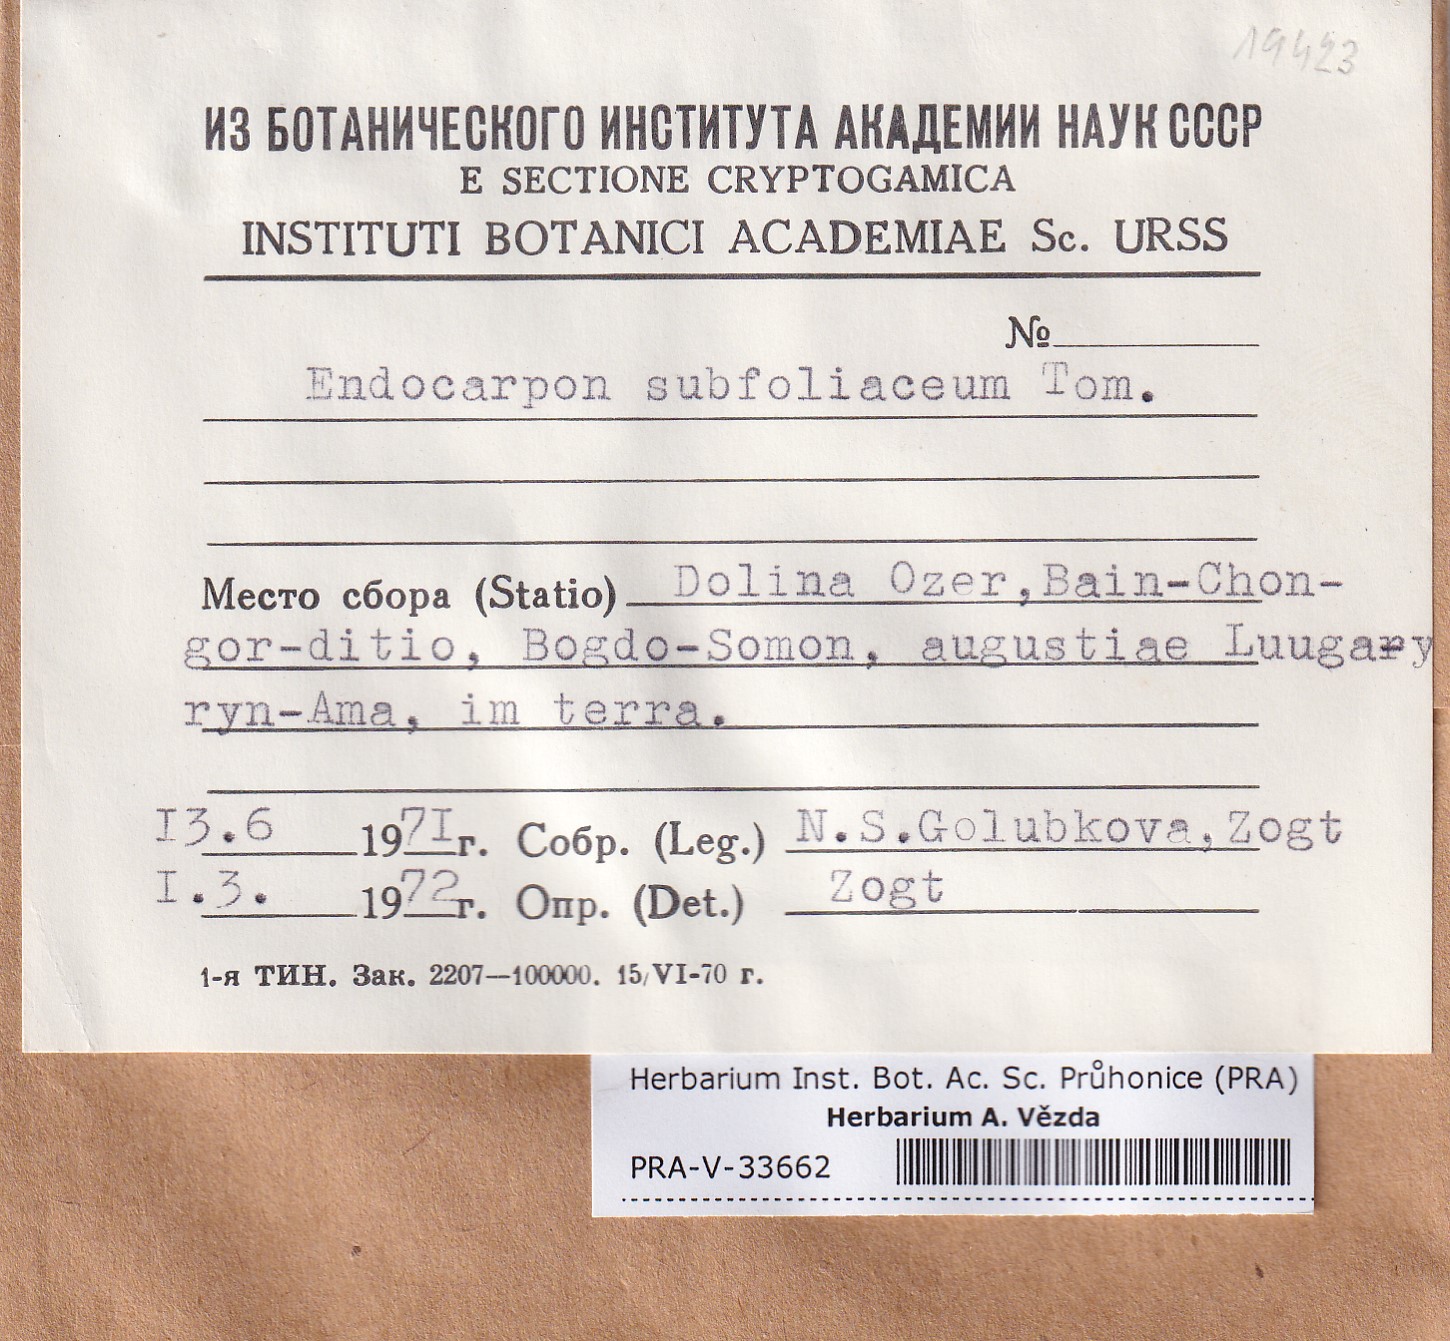 19423
ИЗ БОТАНИЧЕСКОГО ИНСТИТУТА АКАДЕМИИ НАУК СССР
E SECTIONE CRYPTOGAMICA
INSTITUTI BOTANICI ACADEMIAE Sc. URSS
№
Endocarpon subfoliaceum Tom.
Место сбора (Statio) Dolina Ozer,Bain-Chon-
gor-ditio, Bogdo-Somon, augustiae Luugary
ryn-Ama, im terra.
I3.6 1971г. Собр. (Leg.) N.S.Golubkova,Zogt
I.3. 1972г. Опр. (Det.) Zogt
1-я ТИН. Зак. 2207—100000. 15/VI-70 г.
Herbarium Inst. Bot. Ac. Sc. Průhonice (PRA)
Herbarium A. Vězda
PRA-V-33662